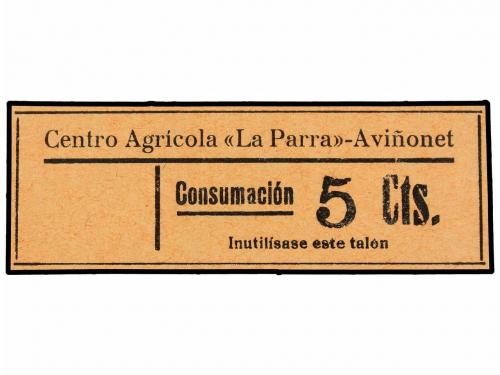 Centro Agrícola «La Parra»-Aviñonet
Consumación 5 Cts.
Inutilísase este talón